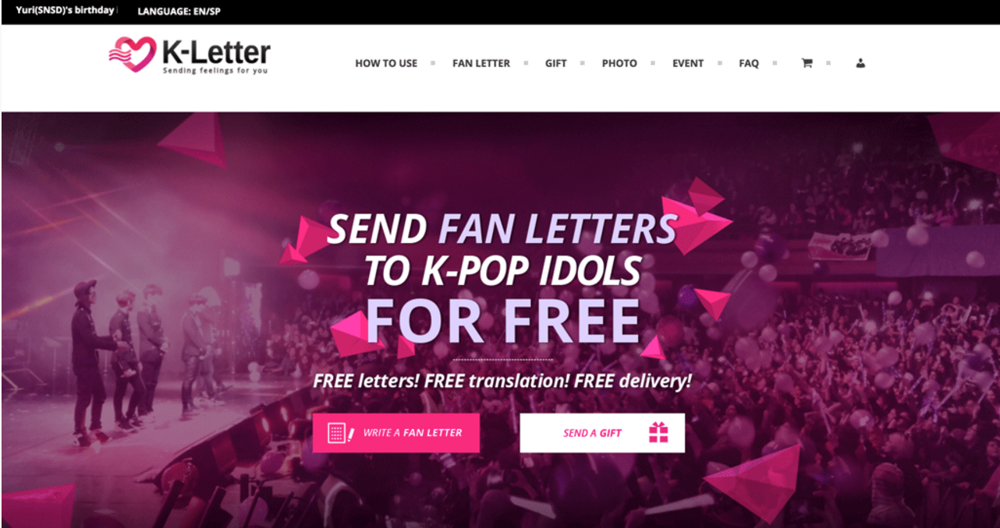 Yuri(SNSD)'s birthday
LANGUAGE: EN/SP
K-Letter
Sending feelings for you
HOW TO USE
FAN LETTER
GIFT
PHOTO
EVENT
FAQ
SEND FAN LETTERS
TO K-POP IDOLS
FOR FREE
FREE letters! FREE translation! FREE delivery!
WRITE A FAN LETTER
SEND A GIFT